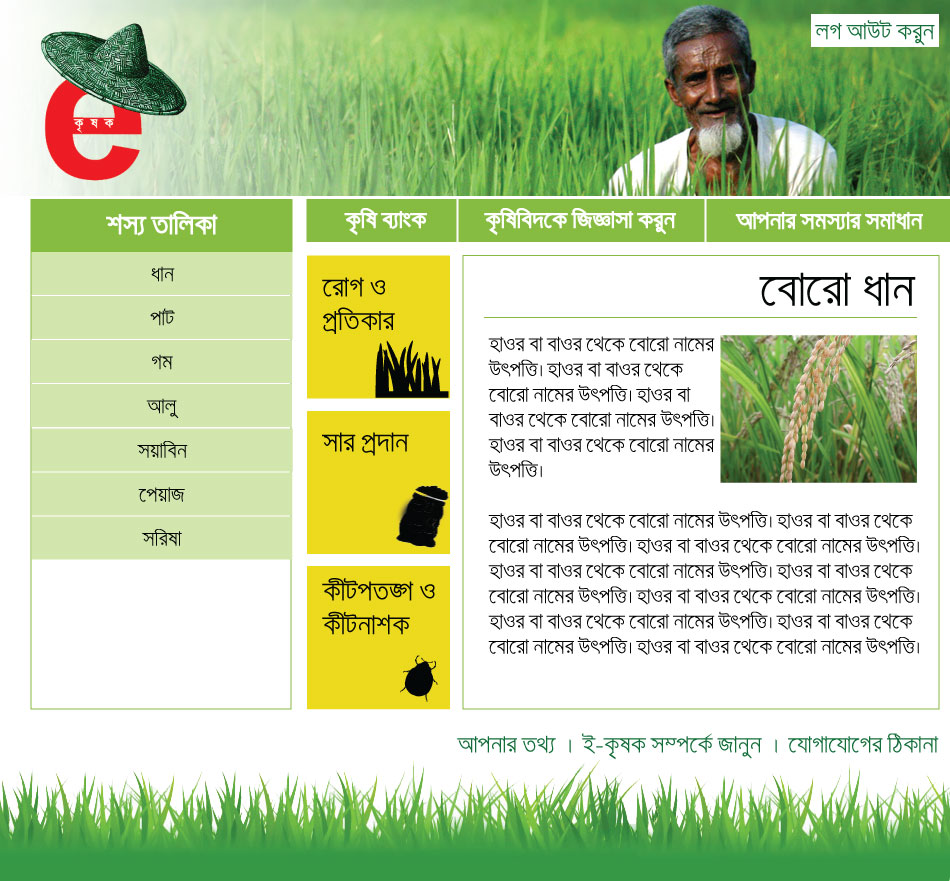 লগ আউট করুন
e
কৃষক
শস্য তালিকা
ধান
পাট
গম
আলু
সয়াবিন
পেয়াজ
সরিষা
কৃষি ব্যাংক
কৃষিবিদকে জিজ্ঞাসা করুন
আপনার সমস্যার সমাধান
রোগ ও
প্রতিকার
সার প্রদান
কীটপতঙ্গ ও
কীটনাশক
বোরো ধান
হাওর বা বাওর থেকে বোরো নামের
উৎপত্তি। হাওর বা বাওর থেকে
বোরো নামের উৎপত্তি। হাওর বা
বাওর থেকে বোরো নামের উৎপত্তি।
হাওর বা বাওর থেকে বোরো নামের
উৎপত্তি।
হাওর বা বাওর থেকে বোরো নামের উৎপত্তি। হাওর বা বাওর থেকে
বোরো নামের উৎপত্তি। হাওর বা বাওর থেকে বোরো নামের উৎপত্তি।
হাওর বা বাওর থেকে বোরো নামের উৎপত্তি। হাওর বা বাওর থেকে
বোরো নামের উৎপত্তি। হাওর বা বাওর থেকে বোরো নামের উৎপত্তি।
হাওর বা বাওর থেকে বোরো নামের উৎপত্তি। হাওর বা বাওর থেকে
বোরো নামের উৎপত্তি। হাওর বা বাওর থেকে বোরো নামের উৎপত্তি।
আপনার তথ্য । ই-কৃষক সম্পর্কে জানুন । যোগাযোগের ঠিকানা